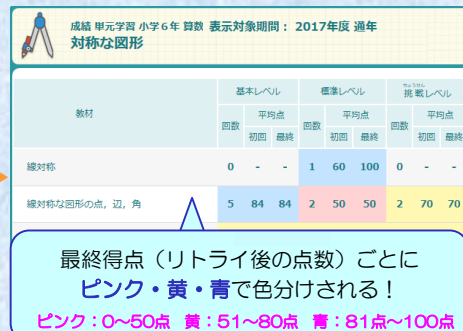 成績 単元学習 小学6年 算数 表示対象期間： 2017年度 通年
対称な図形
教材 基本レベル 標準レベル 挑戦レベル
ちょうせん
回数 平均点 回数 平均点 回数 平均点
初回 最終 初回 最終 初回 最終
線対称 0 - - 1 60 100 0 - -
線対称な図形の点，辺，角 5 84 84 2 50 50 2 70 70
最終得点（リトライ後の点数）ごとに
ピンク・黄・青で色分けされる！
ピンク：0～50点 黄：51～80点 青：81点～100点